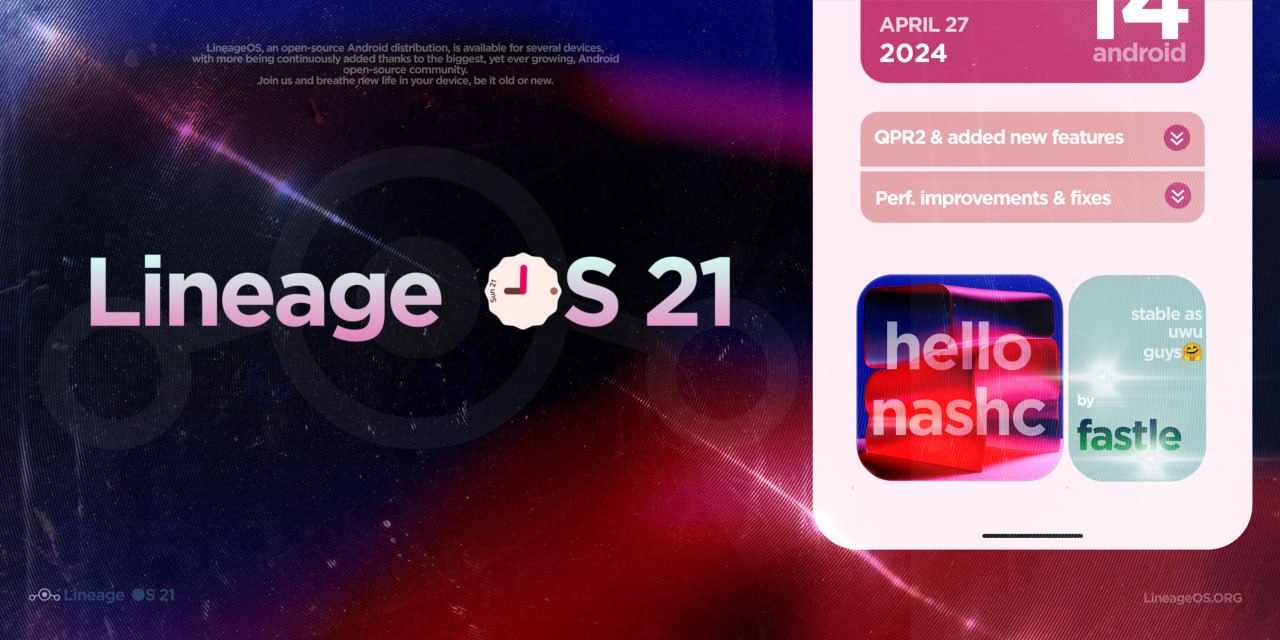 LineageOS, an open-source Android distribution, is available for several devices,
with more being continuously added thanks to the biggest, yet ever growing, Android
open-source community.
Join us and breathe new life in your device, be it old or new.
Lineage OS 21
Sun 27
APRIL 27
2024
14
android
QPR2 & added new features
Perf. improvements & fixes
hello
nashc
stable as
uwu
guys🤗
by
fastle
Lineage OS 21
LineageOS.ORG